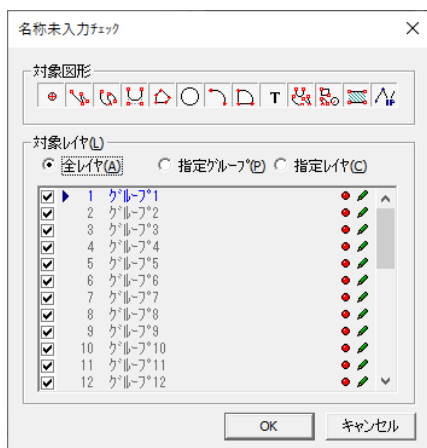 名称未入力ﾁｪｯｸ
対象図形
T
IP
対象レイヤ(L)
全レイヤ(A) 指定ｸﾞﾙｰﾌﾟ(P) 指定レイヤ(C)
1 ｸﾞﾙｰﾌﾟ1
2 ｸﾞﾙｰﾌﾟ2
3 ｸﾞﾙｰﾌﾟ3
4 ｸﾞﾙｰﾌﾟ4
5 ｸﾞﾙｰﾌﾟ5
6 ｸﾞﾙｰﾌﾟ6
7 ｸﾞﾙｰﾌﾟ7
8 ｸﾞﾙｰﾌﾟ8
9 ｸﾞﾙｰﾌﾟ9
10 ｸﾞﾙｰﾌﾟ10
11 ｸﾞﾙｰﾌﾟ11
12 ｸﾞﾙｰﾌﾟ12
OK キャンセル